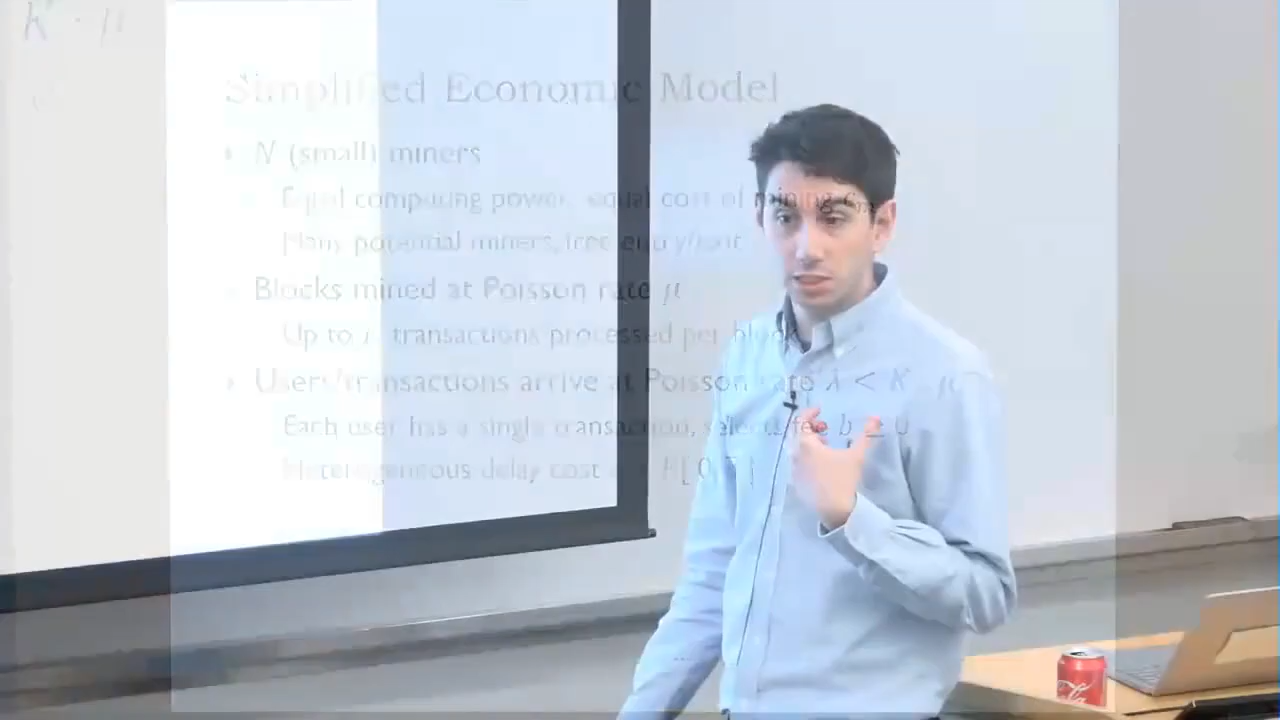 K · μ
Simplified Economic Model
• N (small) miners
Equal computing power, equal cost of mining cₘ
Many potential miners, free entry/exit
• Blocks mined at Poisson rate μ
Up to transactions processed per block
• Users/transactions arrive at Poisson rate λ < K · μ
Each user has a single transaction, selects fee b ≥ 0
Heterogeneous delay cost